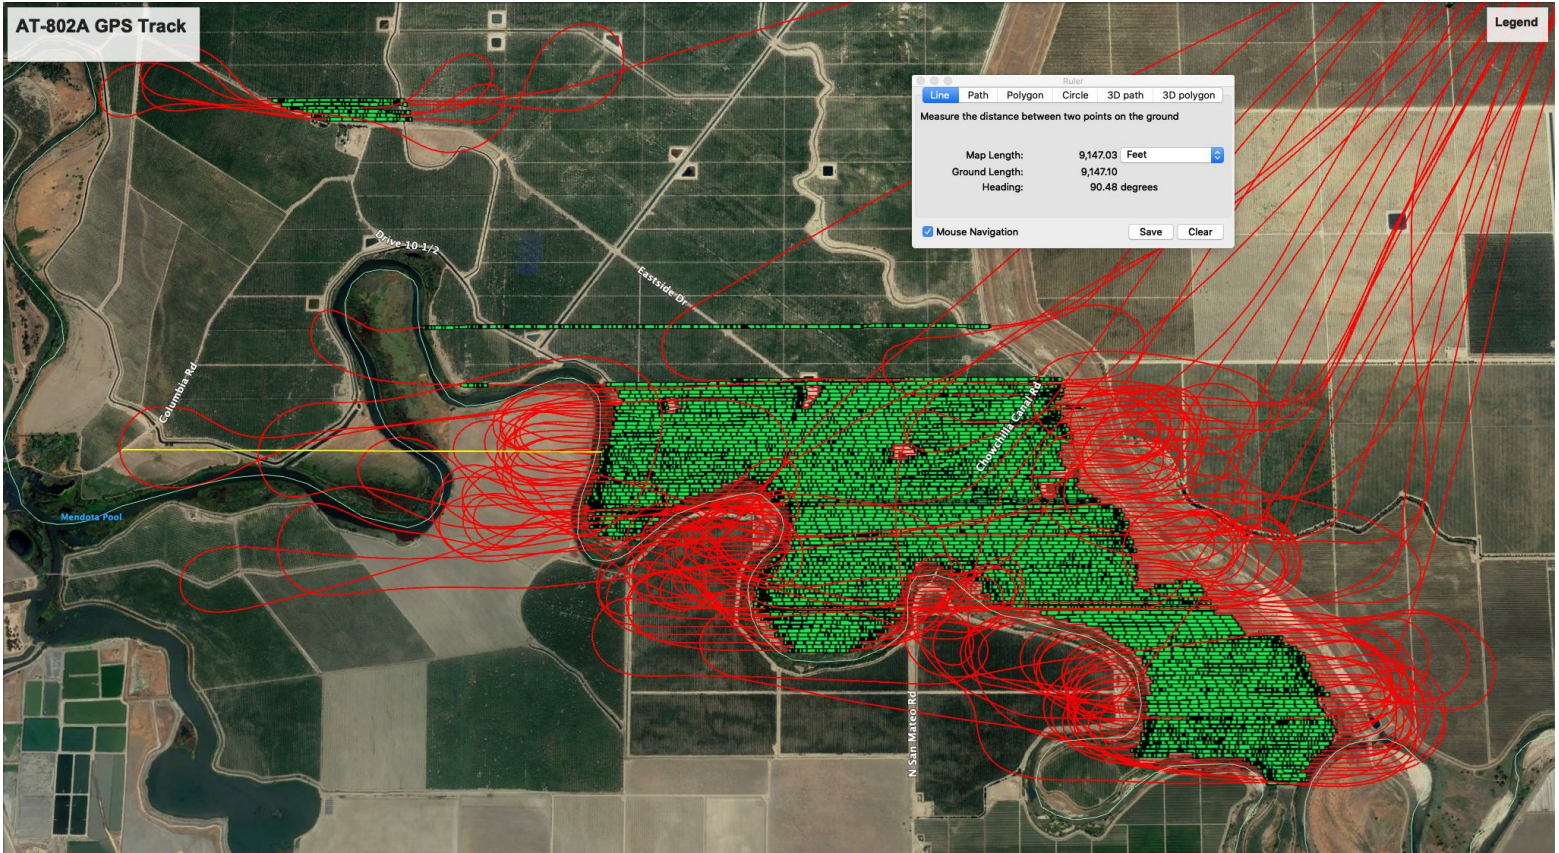 AT-802A GPS Track
Legend
Ruler
Line
Path
Polygon
Circle
3D path
3D polygon
Measure the distance between two points on the ground
Map Length:
9,147.03
Feet
Ground Length:
9,147.10
Heading:
90.48 degrees
Mouse Navigation
Save
Clear
Drive 10 1/2
Eastside Dr
Columbia Rd
Chowchilla Canal Rd
Mendota Pool
N San Mateo Rd